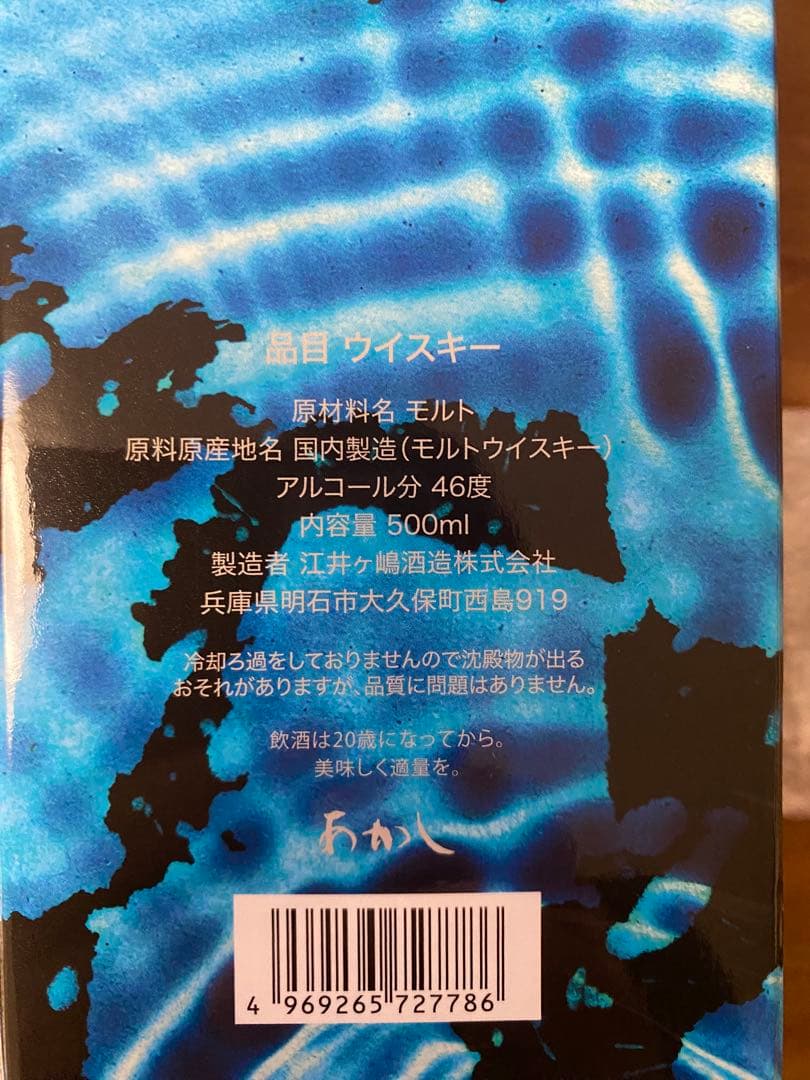 品目 ウイスキー
原材料名 モルト
原料原産地名 国内製造(モルトウイスキー)
アルコール分 46度
内容量 500ml
製造者 江井ヶ嶋酒造株式会社
兵庫県明石市大久保町西島919
冷却ろ過をしておりませんので沈殿物が出る
おそれがありますが、品質に問題はありません。
飲酒は20歳になってから。
美味しく適量を。
あかし
4 969265 727786